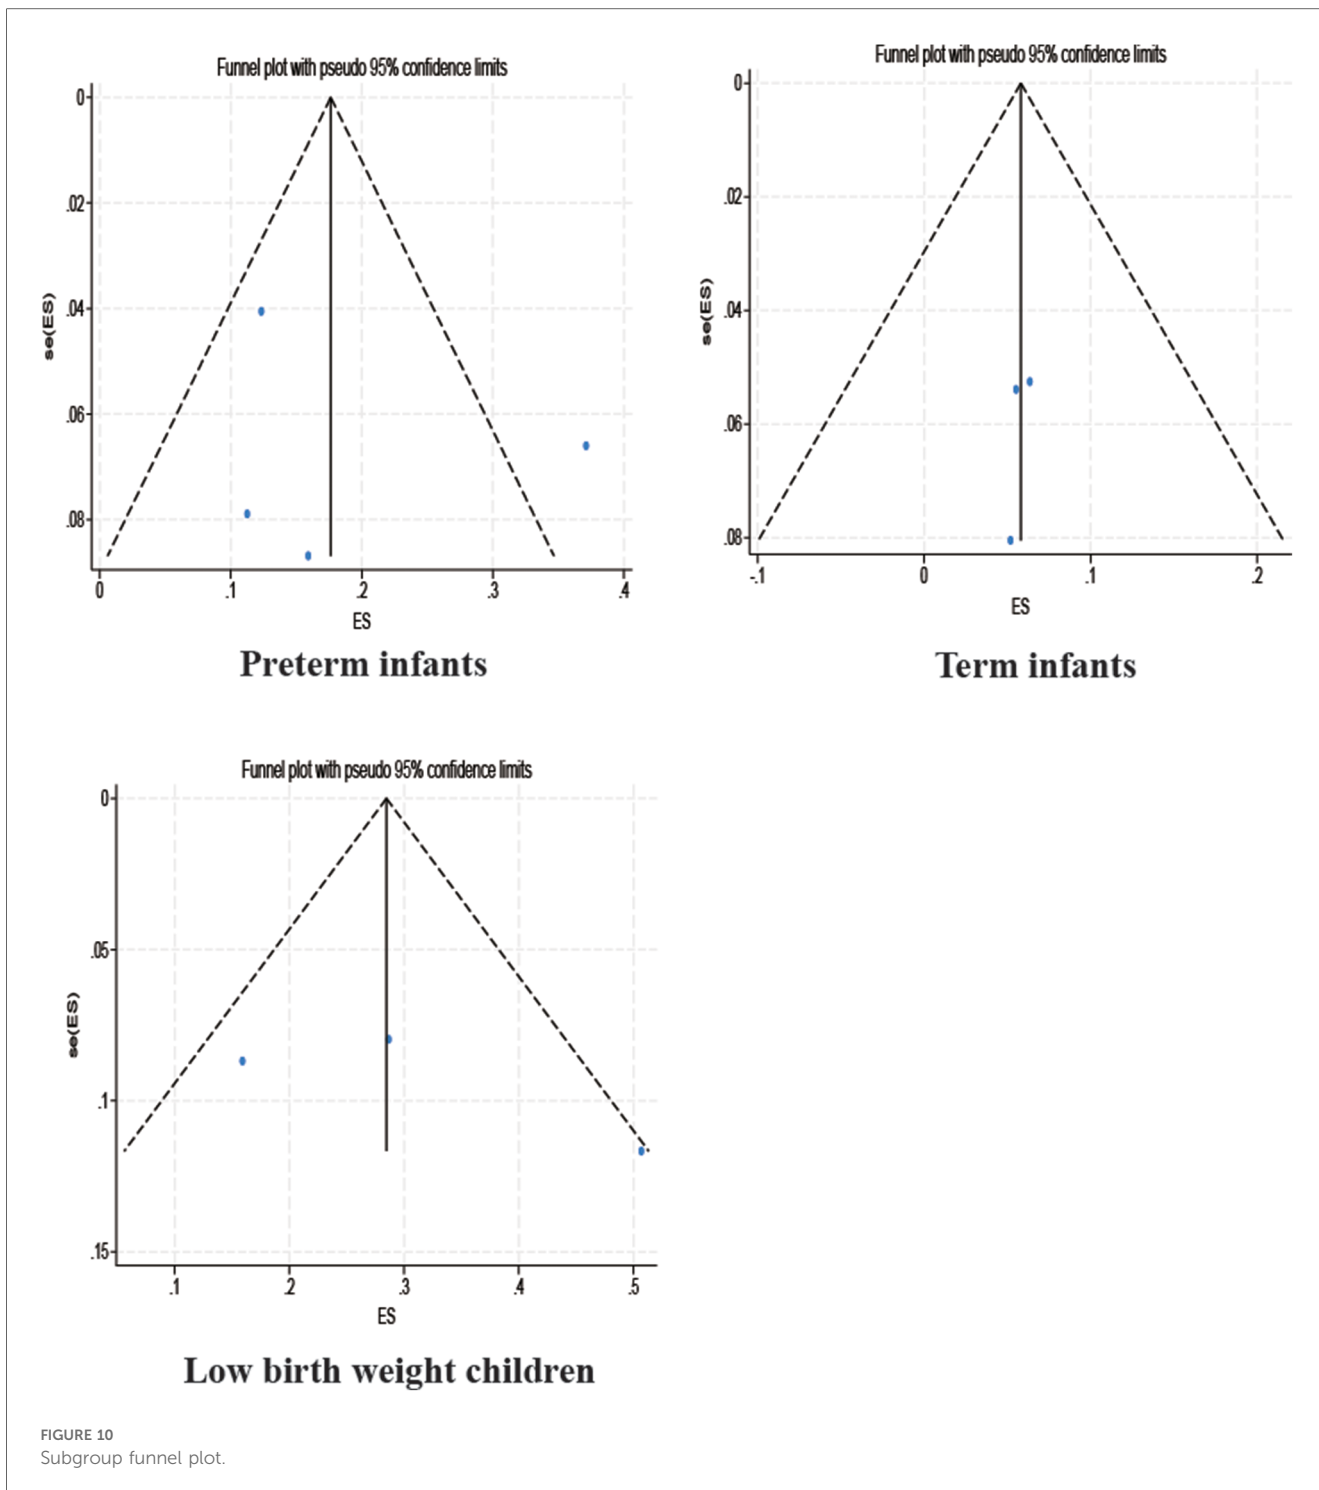 Funnel plot with pseudo 95% confidence limits
0
.02
.04
.06
.08
se(ES)
0
.1
.2
.3
.4
ES
Preterm infants
Funnel plot with pseudo 95% confidence limits
0
.02
.04
.06
.08
se(ES)
-.1
0
.1
.2
ES
Term infants
Funnel plot with pseudo 95% confidence limits
0
.05
.1
.15
se(ES)
.1
.2
.3
.4
.5
ES
Low birth weight children
FIGURE 10
Subgroup funnel plot.